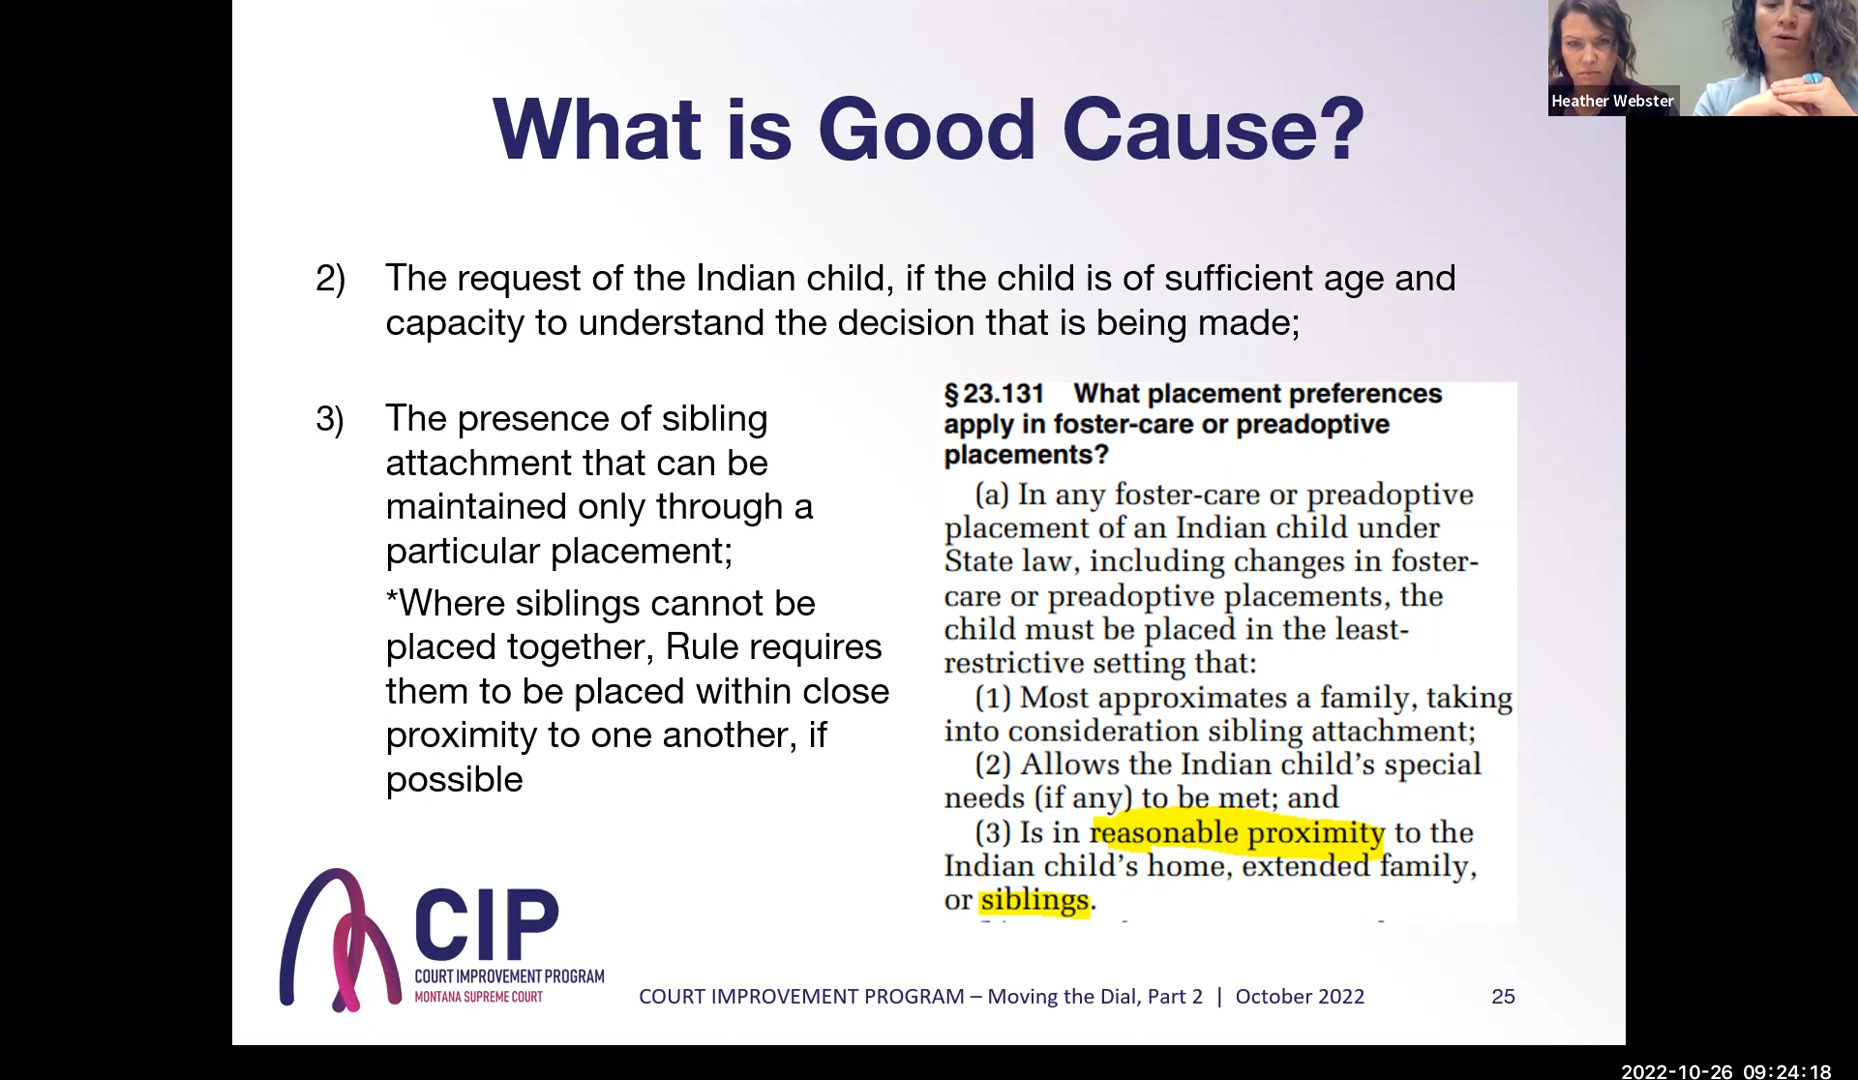 Heather Webster
What is Good Cause?
2) The request of the Indian child, if the child is of sufficient age and
capacity to understand the decision that is being made;
3) The presence of sibling
attachment that can be
maintained only through a
particular placement;
*Where siblings cannot be
placed together, Rule requires
them to be placed within close
proximity to one another, if
possible
§ 23.131 What placement preferences
apply in foster-care or preadoptive
placements?
(a) In any foster-care or preadoptive
placement of an Indian child under
State law, including changes in foster-
care or preadoptive placements, the
child must be placed in the least-
restrictive setting that:
(1) Most approximates a family, taking
into consideration sibling attachment;
(2) Allows the Indian child’s special
needs (if any) to be met; and
(3) Is in reasonable proximity to the
Indian child’s home, extended family,
or siblings.
CIP
COURT IMPROVEMENT PROGRAM
MONTANA SUPREME COURT
COURT IMPROVEMENT PROGRAM – Moving the Dial, Part 2 | October 2022
25
2022-10-26 09:24:18